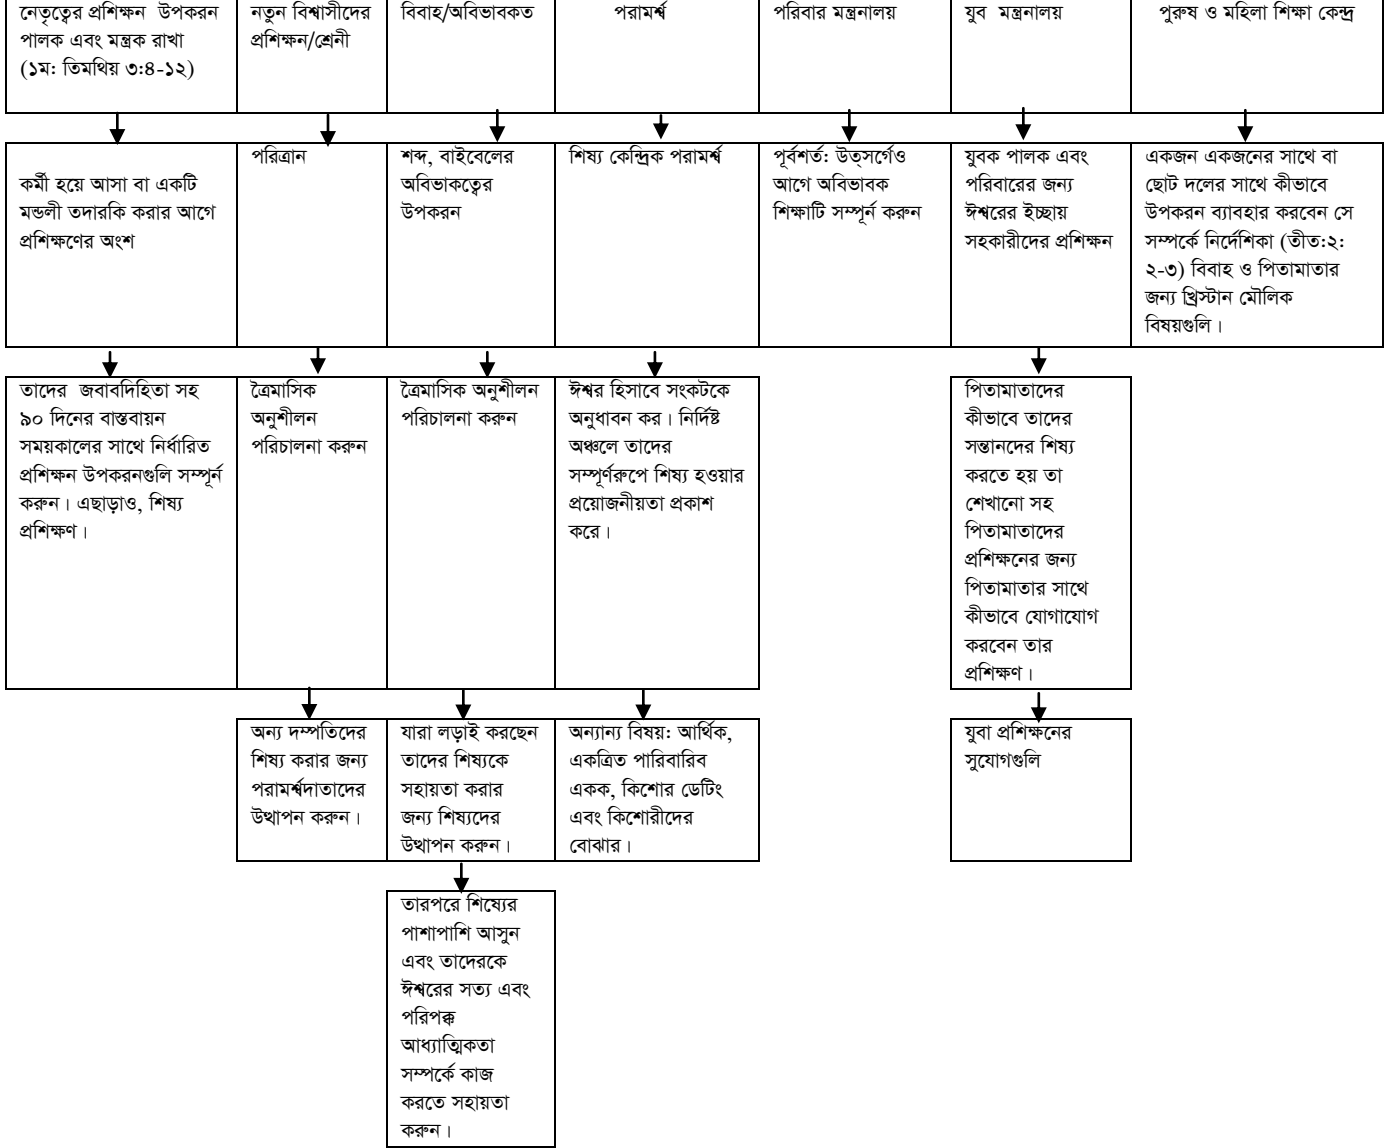 নেতৃত্বের প্রশিক্ষন উপকরন
পালক এবং মন্ত্রক রাখা
(১ম: তিমথিয় ৩:৪-১২)
নতুন বিশ্বাসীদের
প্রশিক্ষন/শ্রেনী
বিবাহ/অবিভাবকত
পরামর্শ্ব
পরিবার মন্ত্রনালয়
যুব মন্ত্রনালয়
পুরুষ ও মহিলা শিক্ষা কেন্দ্র
কর্মী হয়ে আসা বা একটি
মন্ডলী তদারকি করার আগে
প্রশিক্ষণের অংশ
পরিত্রান
শব্দ, বাইবেলের
অবিভাকত্বের
উপকরন
শিষ্য কেন্দ্রিক পরামর্শ্ব
পূর্বশর্ত: উত্সর্গেও
আগে অবিভাবক
শিক্ষাটি সম্পূর্ন করুন
যুবক পালক এবং
পরিবারের জন্য
ঈশ্বরের ইচ্ছায়
সহকারীদের প্রশিক্ষন
একজন একজনের সাথে বা
ছোট দলের সাথে কীভাবে
উপকরন ব্যাবহার করবেন সে
সম্পর্কে নির্দেশিকা (তীত:২:
২-৩) বিবাহ ও পিতামাতার
জন্য খ্রিস্টান মৌলিক
বিষয়গুলি।
তাদের জবাবদিহিতা সহ
৯০ দিনের বাস্তবায়ন
সময়কালের সাথে নির্ধারিত
প্রশিক্ষন উপকরনগুলি সম্পূর্ন
করুন। এছাড়াও, শিষ্য
প্রশিক্ষণ।
ত্রৈমাসিক
অনুশীলন
পরিচালনা করুন
ত্রৈমাসিক অনুশীলন
পরিচালনা করুন
ঈশ্বর হিসাবে সংকটকে
অনুধাবন কর। নির্দিষ্ট
অঞ্চলে তাদের
সম্পূর্ণরুপে শিষ্য হওয়ার
প্রয়োজনীয়তা প্রকাশ
করে।
পিতামাতাদের
কীভাবে তাদের
সন্তানদের শিষ্য
করতে হয় তা
শেখানো সহ
পিতামাতাদের
প্রশিক্ষনের জন্য
পিতামাতার সাথে
কীভাবে যোগাযোগ
করবেন তার
প্রশিক্ষণ।
অন্য দম্পতিদের
শিষ্য করার জন্য
পরামর্শ্বদাতাদের
উত্থাপন করুন।
যারা লড়াই করছেন
তাদের শিষ্যকে
সহায়তা করার
জন্য শিষ্যদের
উত্থাপন করুন।
অন্যান্য বিষয়: আর্থিক,
একত্রিত পারিবারিব
একক, কিশোর ডেটিং
এবং কিশোরীদের
বোঝার।
যুবা প্রশিক্ষনের
সুযোগগুলি
তারপরে শিষ্যের
পাশাপাশি আসুন
এবং তাদেরকে
ঈশ্বরের সত্য এবং
পরিপক্ক
আধ্যাত্মিকতা
সম্পর্কে কাজ
করতে সহায়তা
করুন।